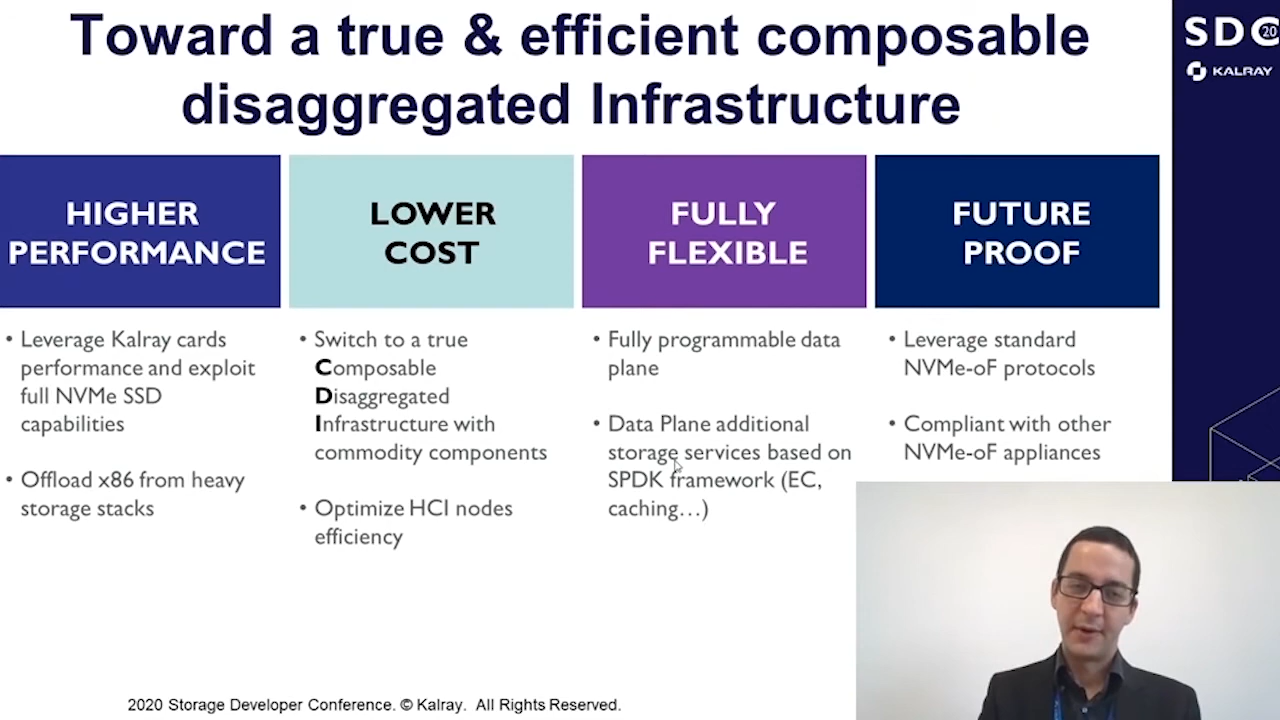 Toward a true & efficient composable
disaggregated Infrastructure
SDC 20
KALRAY
HIGHER
PERFORMANCE
• Leverage Kalray cards
performance and exploit
full NVMe SSD
capabilities
• Offload x86 from heavy
storage stacks
LOWER
COST
• Switch to a true
Composable
Disaggregated
Infrastructure with
commodity components
• Optimize HCI nodes
efficiency
FULLY
FLEXIBLE
• Fully programmable data
plane
• Data Plane additional
storage services based on
SPDK framework (EC,
caching…)
FUTURE
PROOF
• Leverage standard
NVMe-oF protocols
• Compliant with other
NVMe-oF appliances
2020 Storage Developer Conference. © Kalray. All Rights Reserved.